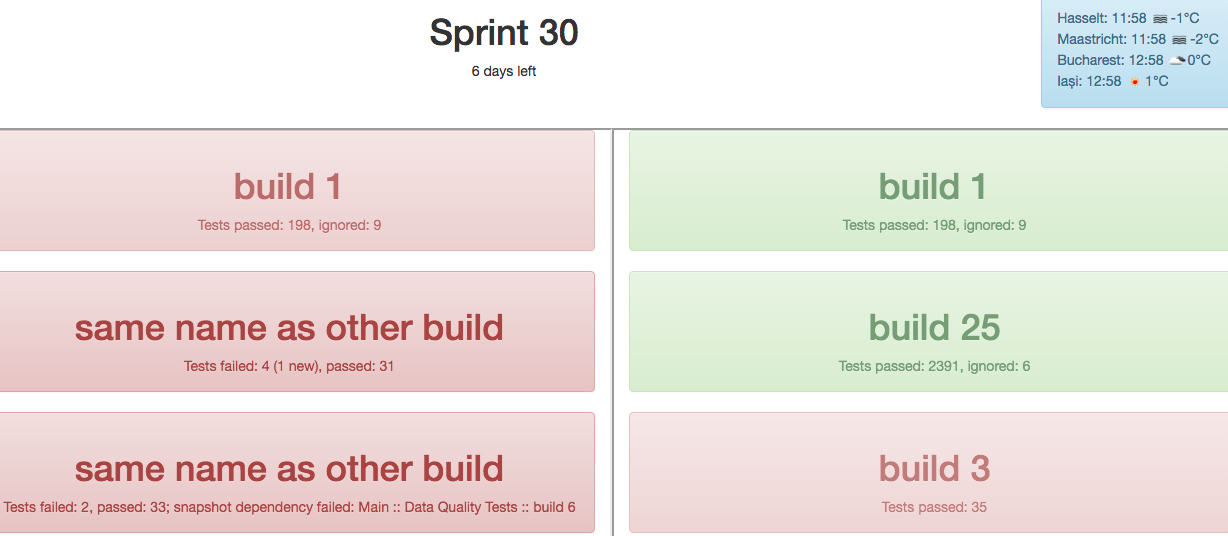 Sprint 30
6 days left
Hasselt: 11:58 -1°C
Maastricht: 11:58 -2°C
Bucharest: 12:58 0°C
Iași: 12:58 1°C
build 1
Tests passed: 198, ignored: 9
same name as other build
Tests failed: 4 (1 new), passed: 31
same name as other build
Tests failed: 2, passed: 33; snapshot dependency failed: Main :: Data Quality Tests :: build 6
build 1
Tests passed: 198, ignored: 9
build 25
Tests passed: 2391, ignored: 6
build 3
Tests passed: 35